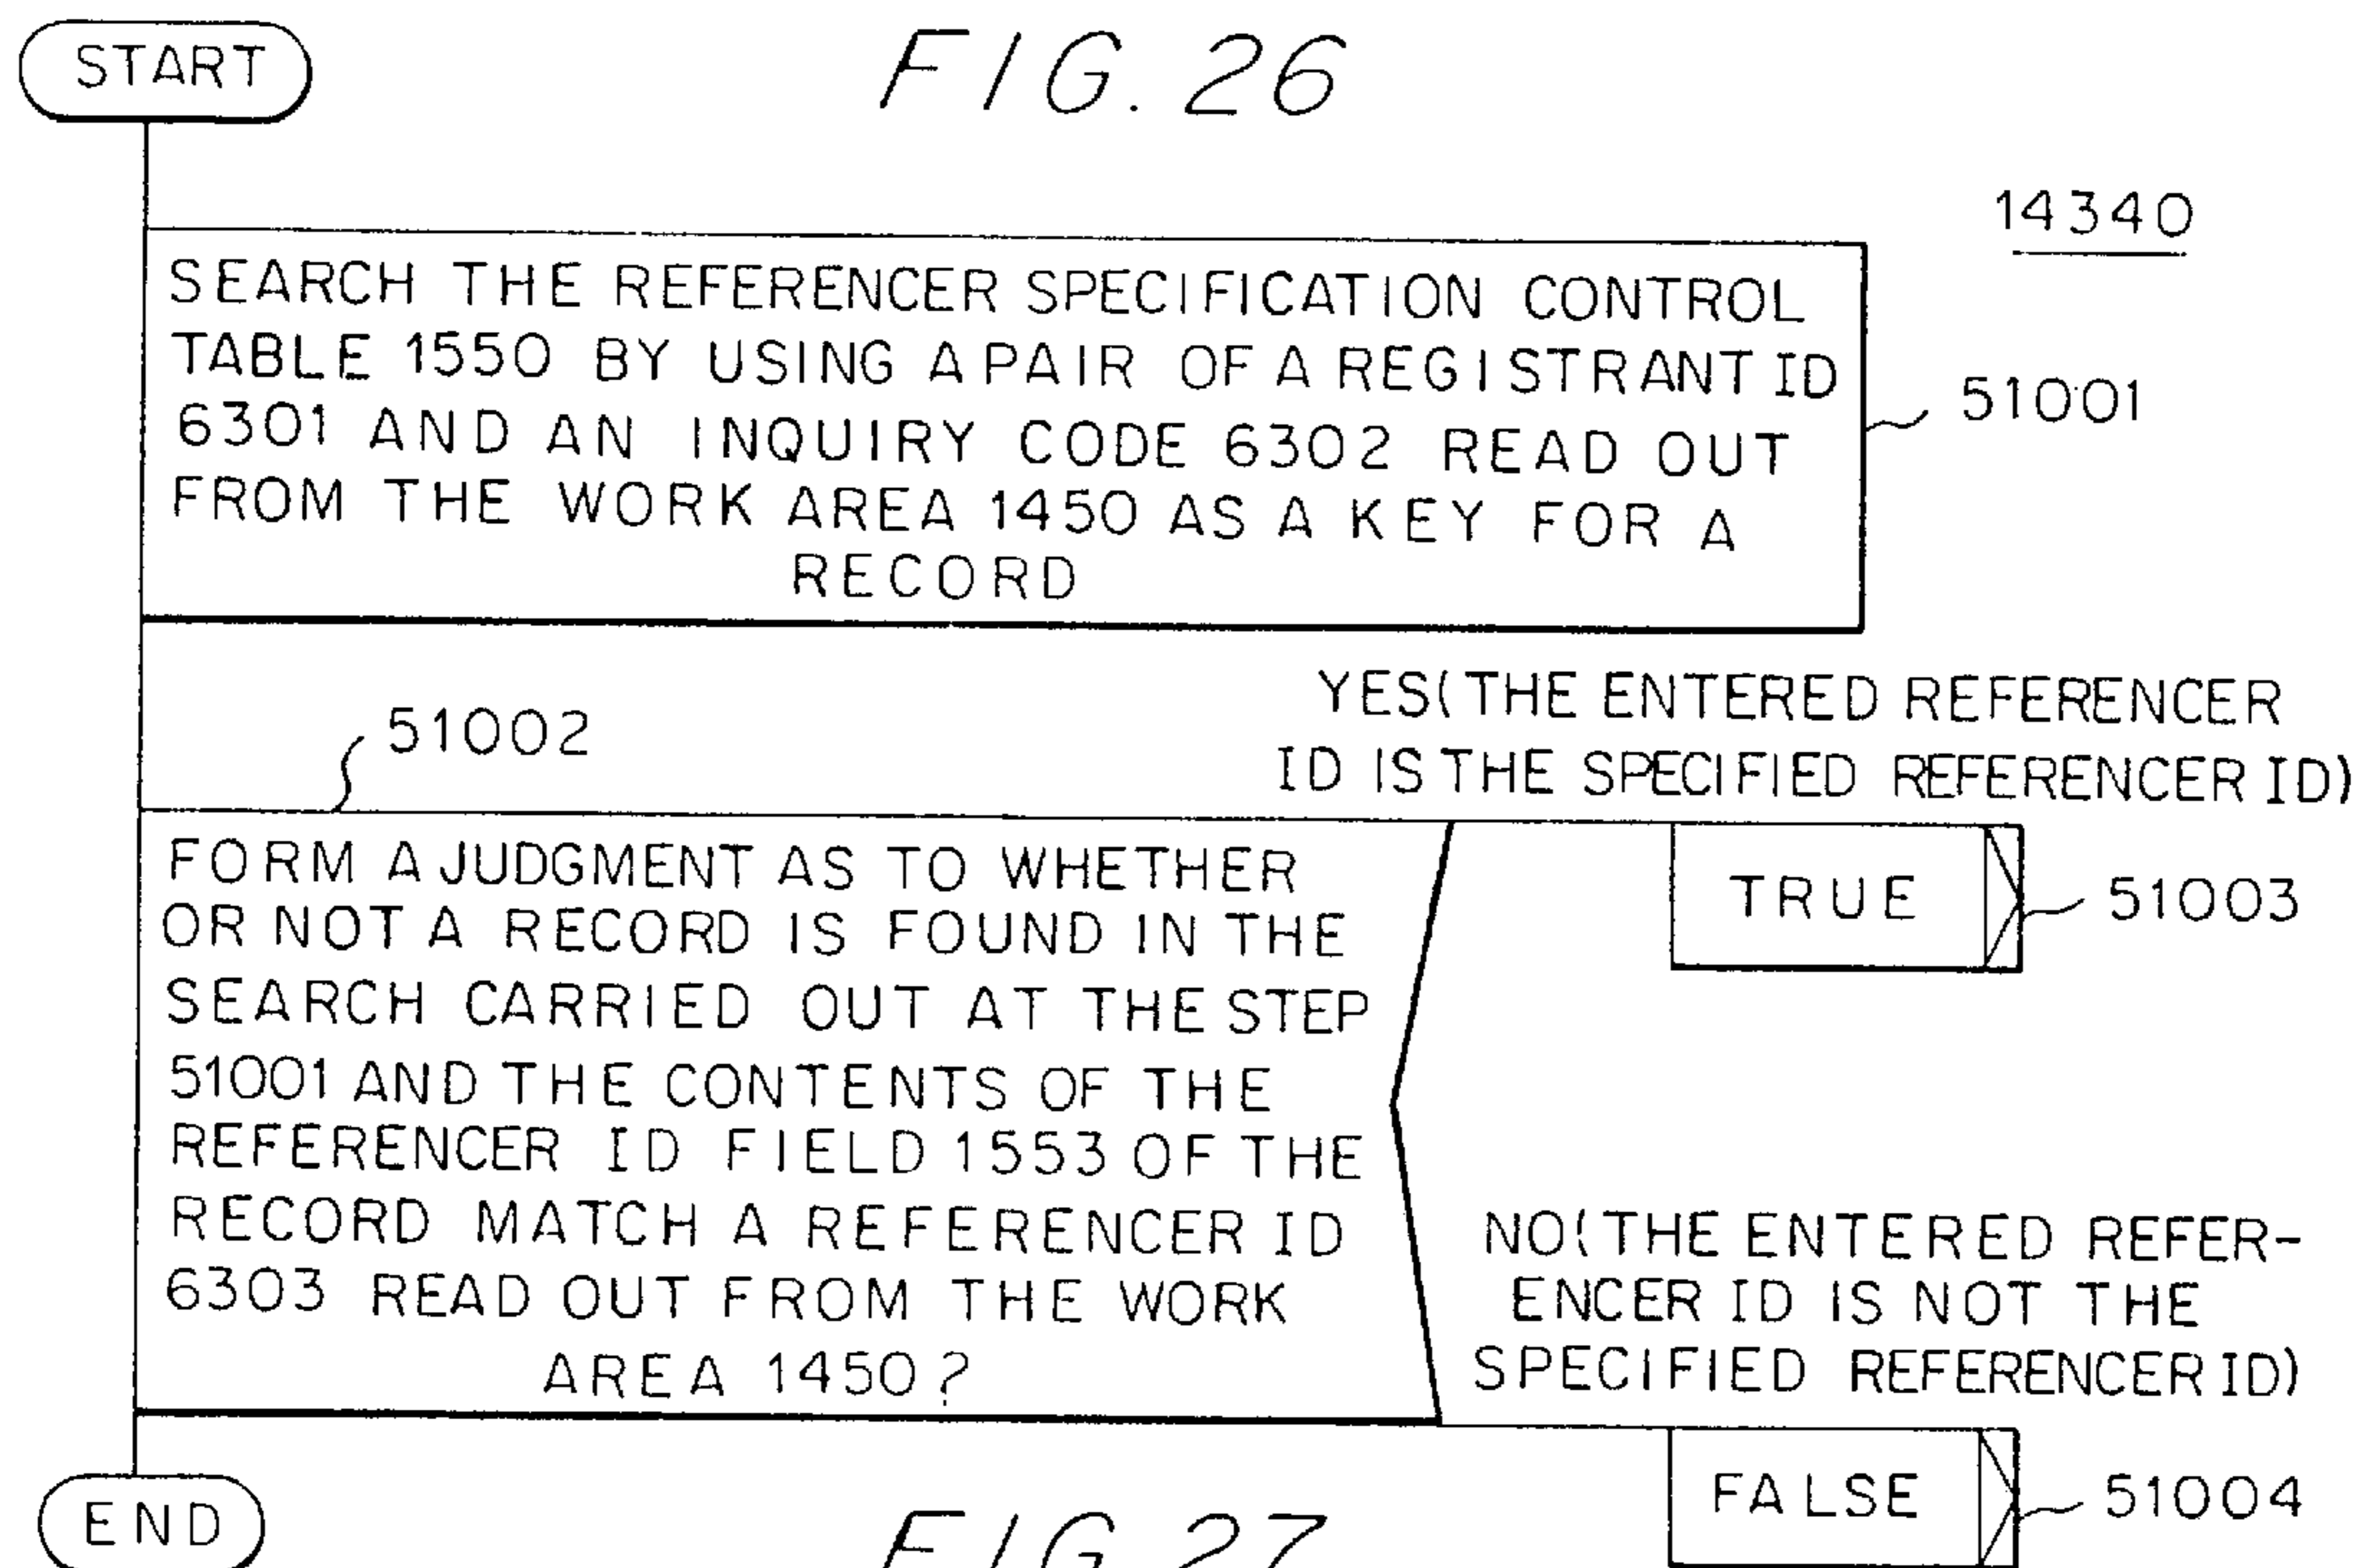 START
FIG. 26
14340
SEARCH THE REFERENCER SPECIFICATION CONTROL
TABLE 1550 BY USING A PAIR OF A REGISTRANT ID
6301 AND AN INQUIRY CODE 6302 READ OUT
FROM THE WORK AREA 1450 AS A KEY FOR A
RECORD
51001
YES(THE ENTERED REFERENCER
ID IS THE SPECIFIED REFERENCER ID)
51002
FORM A JUDGMENT AS TO WHETHER
OR NOT A RECORD IS FOUND IN THE
SEARCH CARRIED OUT AT THE STEP
51001 AND THE CONTENTS OF THE
REFERENCER ID FIELD 1553 OF THE
RECORD MATCH A REFERENCER ID
6303 READ OUT FROM THE WORK
AREA 1450?
TRUE
51003
NO(THE ENTERED REFER-
ENCER ID IS NOT THE
SPECIFIED REFERENCER ID)
FALSE
51004
END
FIG. 27